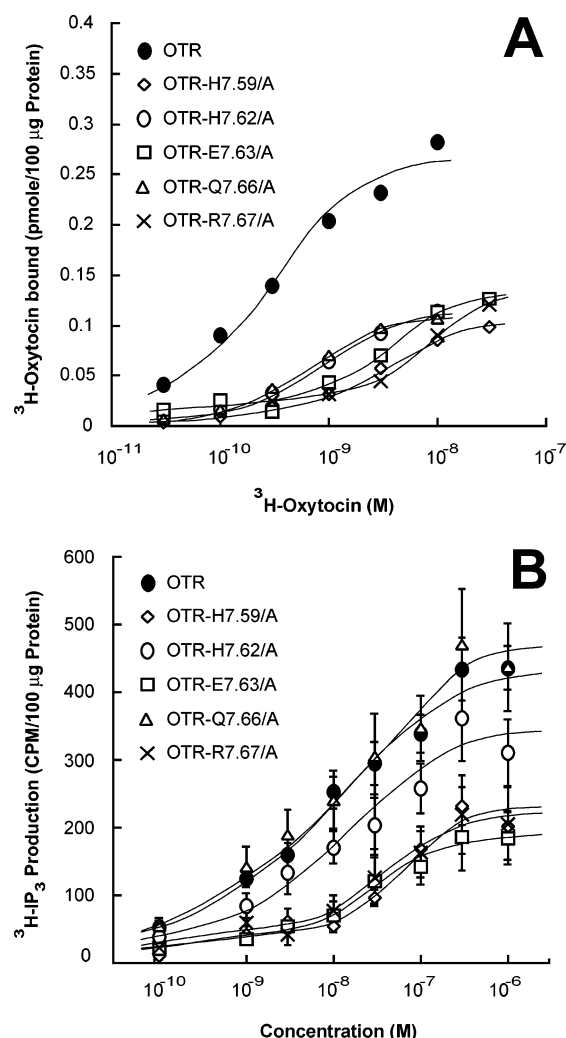 A
³H-Oxytocin bound (pmole/100 µg Protein)
0.4
0.35
0.3
0.25
0.2
0.15
0.1
0.05
0
OTR
OTR-H7.59/A
OTR-H7.62/A
OTR-E7.63/A
OTR-Q7.66/A
OTR-R7.67/A
10⁻¹¹ 10⁻¹⁰ 10⁻⁹ 10⁻⁸ 10⁻⁷
³H-Oxytocin (M)
B
³H-IP₃ Production (CPM/100 µg Protein)
600
500
400
300
200
100
0
OTR
OTR-H7.59/A
OTR-H7.62/A
OTR-E7.63/A
OTR-Q7.66/A
OTR-R7.67/A
10⁻¹⁰ 10⁻⁹ 10⁻⁸ 10⁻⁷ 10⁻⁶
Concentration (M)